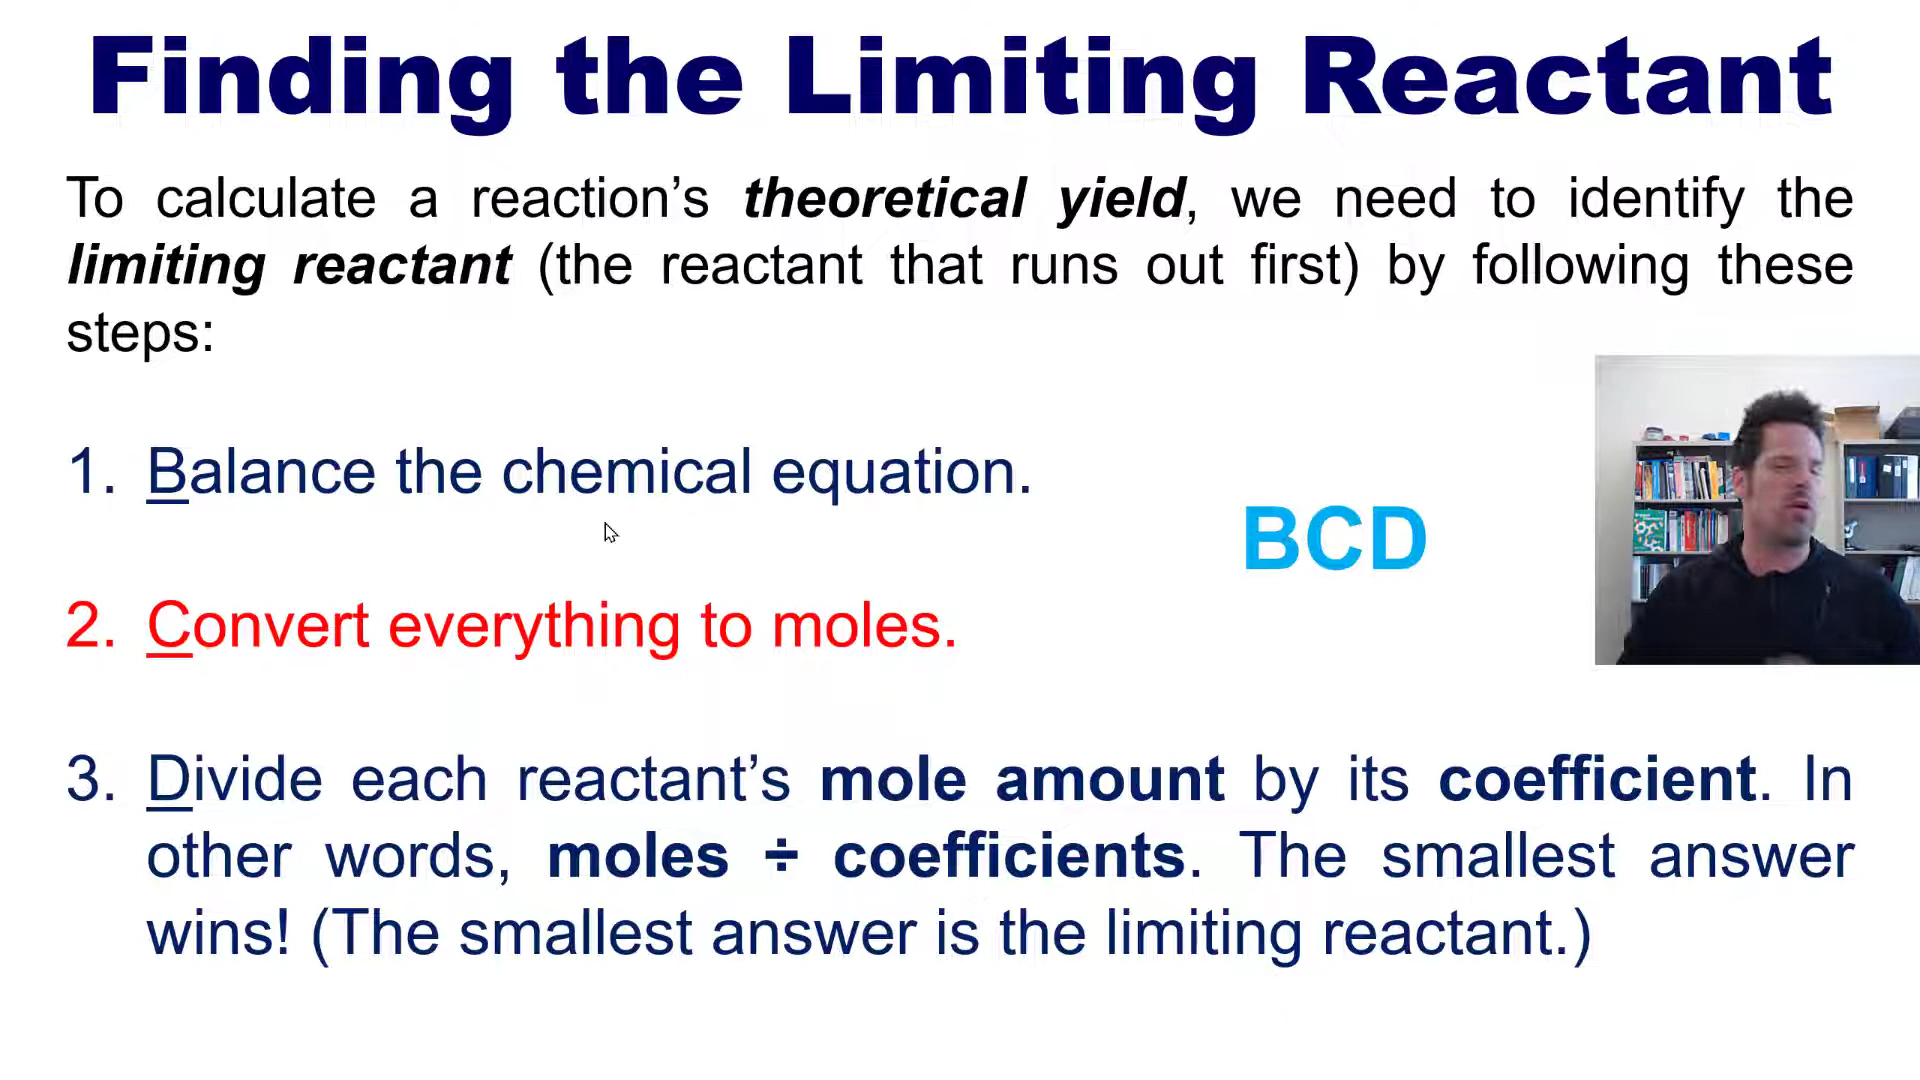 Finding the Limiting Reactant
To calculate a reaction’s theoretical yield, we need to identify the
limiting reactant (the reactant that runs out first) by following these
steps:
1. Balance the chemical equation.
BCD
2. Convert everything to moles.
3. Divide each reactant’s mole amount by its coefficient. In
other words, moles ÷ coefficients. The smallest answer
wins! (The smallest answer is the limiting reactant.)